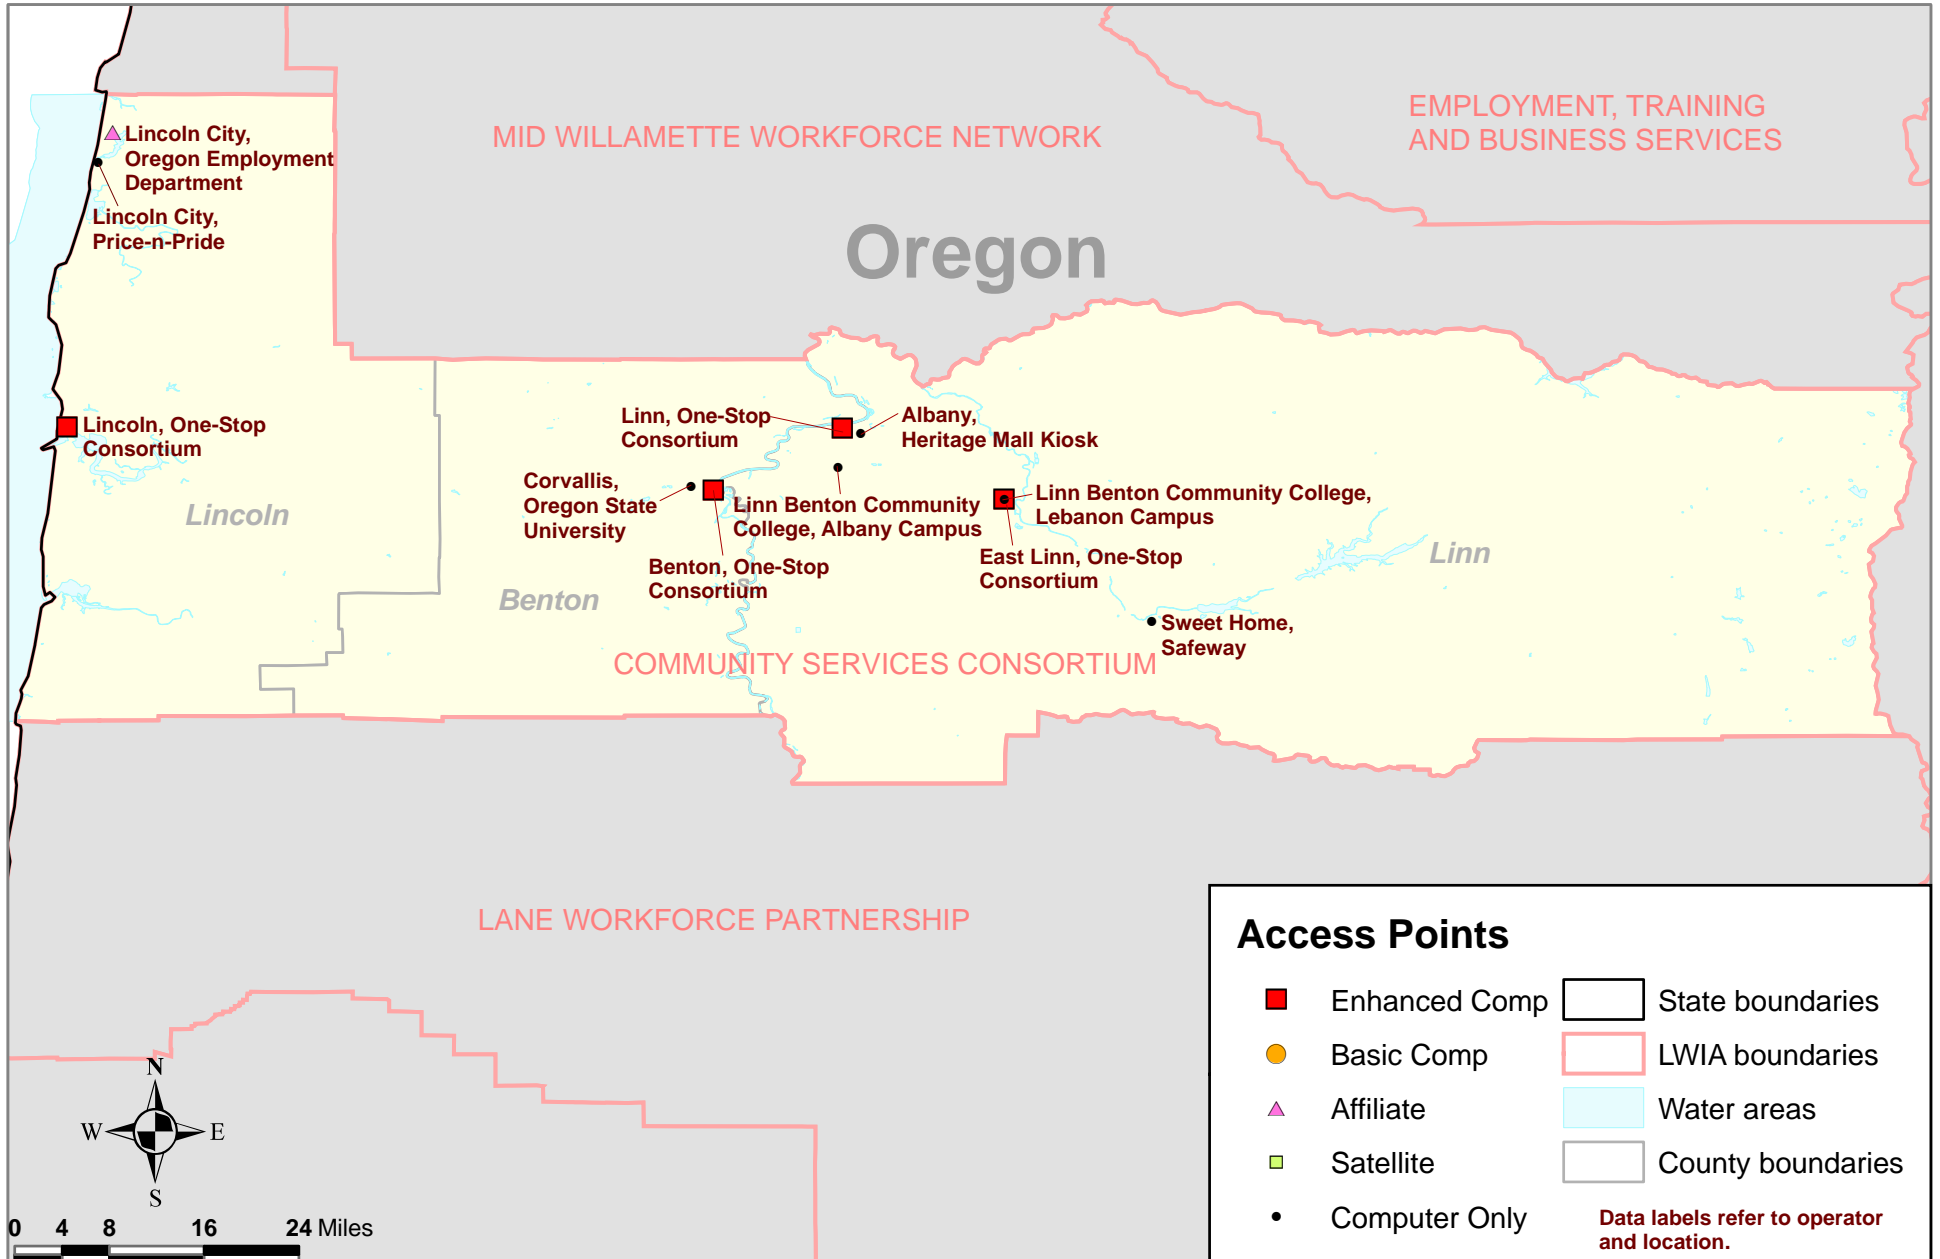 MID WILLAMETTE WORKFORCE NETWORK
EMPLOYMENT, TRAINING
AND BUSINESS SERVICES
Lincoln City,
Oregon Employment
Department
Lincoln City,
Price-n-Pride
Oregon
Lincoln, One-Stop
Consortium
Lincoln
Linn, One-Stop
Consortium
Albany,
Heritage Mall Kiosk
Corvallis,
Oregon State
University
Linn Benton Community
College, Albany Campus
Linn Benton Community College,
Lebanon Campus
Benton, One-Stop
Consortium
East Linn, One-Stop
Consortium
Linn
Benton
Sweet Home,
Safeway
COMMUNITY SERVICES CONSORTIUM
LANE WORKFORCE PARTNERSHIP
N
W
E
S
0 4 8 16 24 Miles
Access Points
Enhanced Comp
Basic Comp
Affiliate
Satellite
Computer Only
State boundaries
LWIA boundaries
Water areas
County boundaries
Data labels refer to operator
and location.